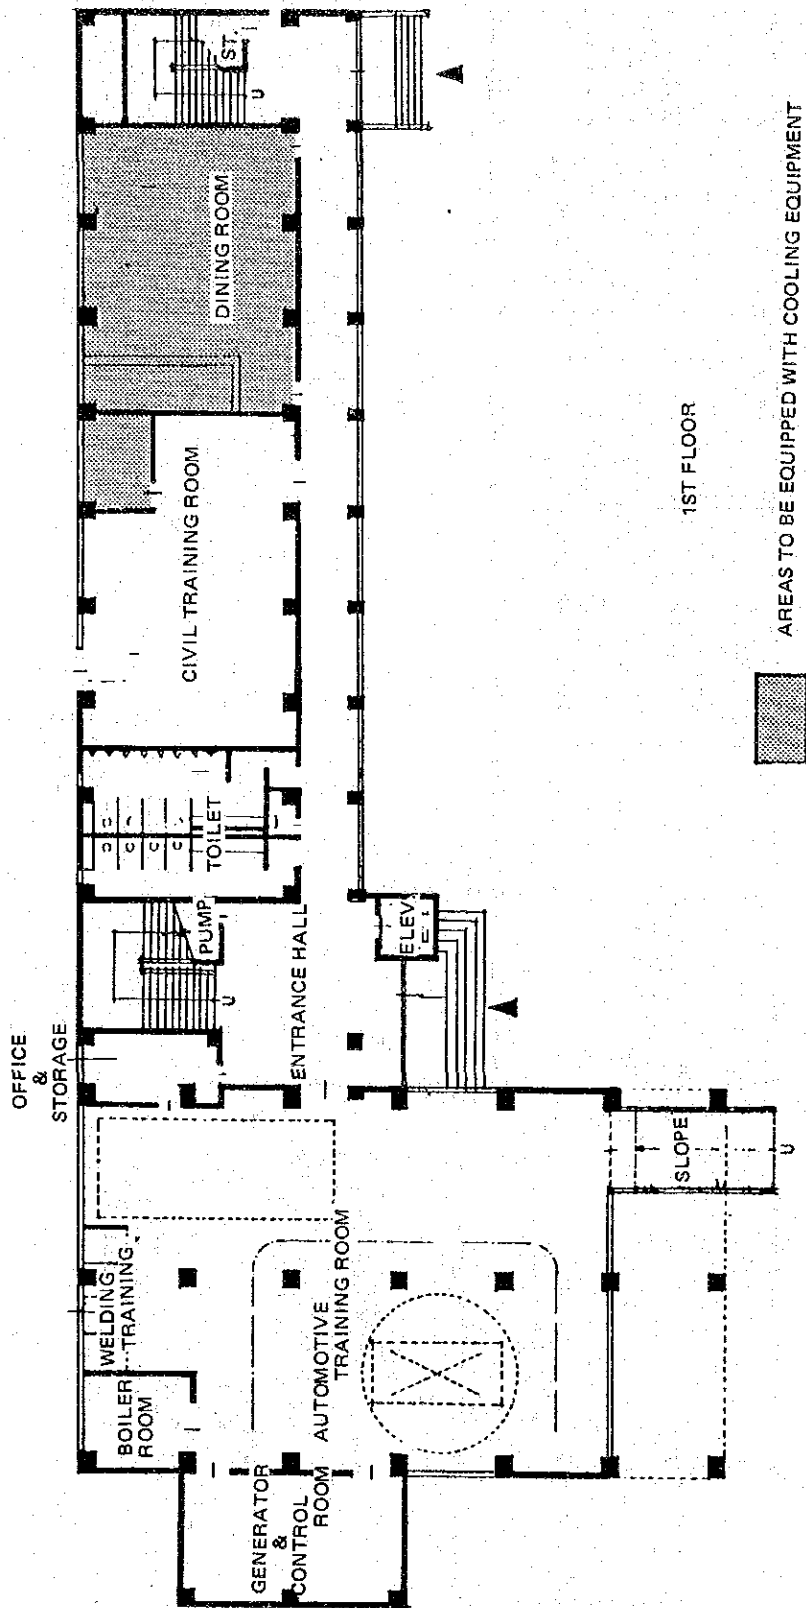 OFFICE
&
STORAGE
WELDING
TRAINING
BOILER
ROOM
GENERATOR
&
CONTROL
ROOM
AUTOMOTIVE
TRAINING ROOM
SLOPE
U
ENTRANCE HALL
PUMP
U
ELEV
TOILET
CIVIL TRAINING ROOM
DINING ROOM
ST.
U
1ST FLOOR
AREAS TO BE EQUIPPED WITH COOLING EQUIPMENT